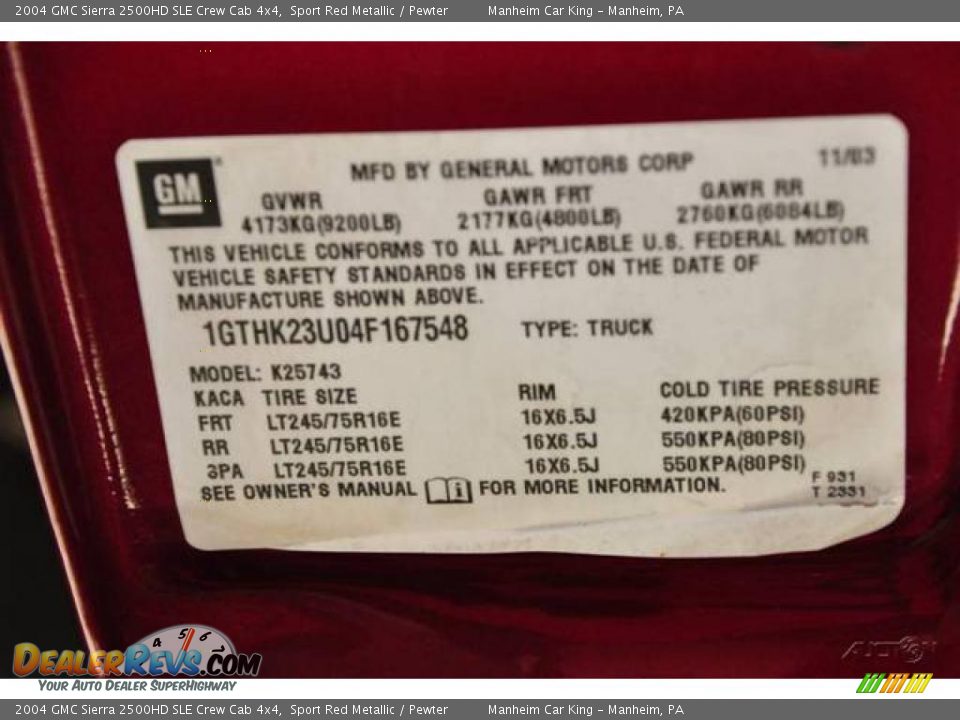 2004 GMC Sierra 2500HD SLE Crew Cab 4x4, Sport Red Metallic / Pewter Manheim Car King - Manheim, PA
GM
MFD BY GENERAL MOTORS CORP 11/03
GVWR GAWR FRT GAWR RR
4173KG(9200LB) 2177KG(4800LB) 2760KG(6084LB)
THIS VEHICLE CONFORMS TO ALL APPLICABLE U.S. FEDERAL MOTOR
VEHICLE SAFETY STANDARDS IN EFFECT ON THE DATE OF
MANUFACTURE SHOWN ABOVE.
1GTHK23U04F167548 TYPE: TRUCK
MODEL: K25743
KACA TIRE SIZE RIM COLD TIRE PRESSURE
FRT LT245/75R16E 16X6.5J 420KPA(60PSI)
RR LT245/75R16E 16X6.5J 550KPA(80PSI)
SPA LT245/75R16E 16X6.5J 550KPA(80PSI)
SEE OWNER'S MANUAL i FOR MORE INFORMATION.
F 931
T 2331
4 5 6
DEALERREVS.COM
YOUR AUTO DEALER SUPERHIGHWAY
AUCTION
2004 GMC Sierra 2500HD SLE Crew Cab 4x4, Sport Red Metallic / Pewter Manheim Car King - Manheim, PA